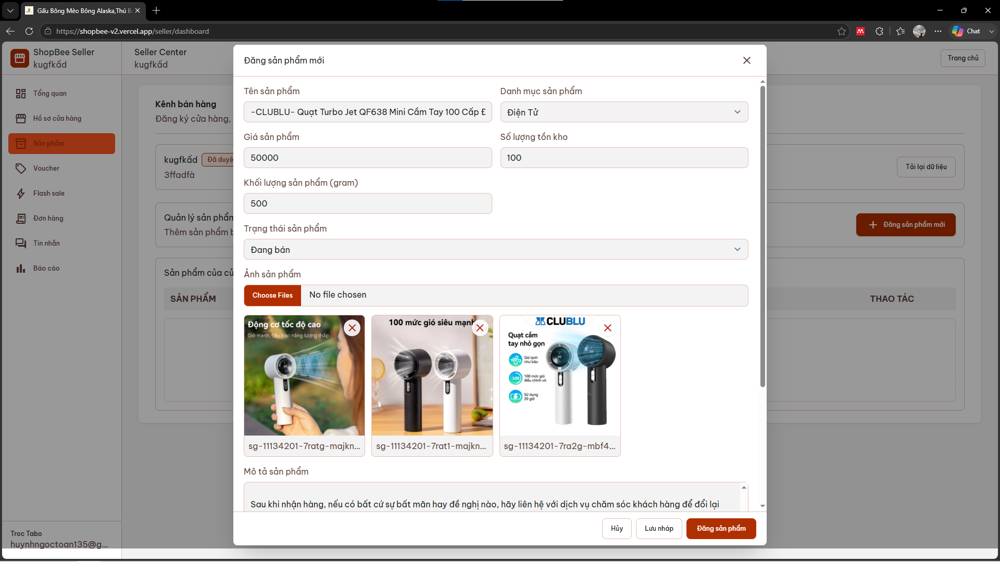 Gấu Bông Mèo Bông Alaska,Thú B
https://shopbee-v2.vercel.app/seller/dashboard
Chat
ShopBee Seller
kugfkấd
Seller Center
kugfkấd
Trang chủ
Tổng quan
Hồ sơ cửa hàng
Sản phẩm
Voucher
Flash sale
Đơn hàng
Tin nhắn
Báo cáo
Troc Tabo
huynhngoctoan135@g...
Kênh bán hàng
Đăng ký cửa hàng,
kugfkấd
Đã duyệ
3ffadfà
Tải lại dữ liệu
Quản lý sản phẩm
Thêm sản phẩm b
Đăng sản phẩm mới
Sản phẩm của cử
SẢN PHẨM
THAO TÁC
Đăng sản phẩm mới
Tên sản phẩm
Danh mục sản phẩm
-CLUBLU- Quạt Turbo Jet QF638 Mini Cầm Tay 100 Cấp Đ
Điện Tử
Giá sản phẩm
Số lượng tồn kho
50000
100
Khối lượng sản phẩm (gram)
500
Trạng thái sản phẩm
Đang bán
Ảnh sản phẩm
Choose Files
No file chosen
Động cơ tốc độ cao
Gió mạnh, tiêu hao năng lượng thấp
sg-11134201-7ratg-majkn...
100 mức gió siêu mạnh
sg-11134201-7rat1-majkn...
CLUBLU
Quạt cầm
tay nhỏ gọn
Gió lạnh
như bão
100 mức gió
điều chỉnh vô
-100
Sử dụng
20 giờ
sg-11134201-7ra2g-mbf4...
Mô tả sản phẩm
Sau khi nhận hàng, nếu có bất cứ sự bất mãn hay đề nghị nào, hãy liên hệ với dịch vụ chăm sóc khách hàng để đổi lại
Hủy
Lưu nháp
Đăng sản phẩm